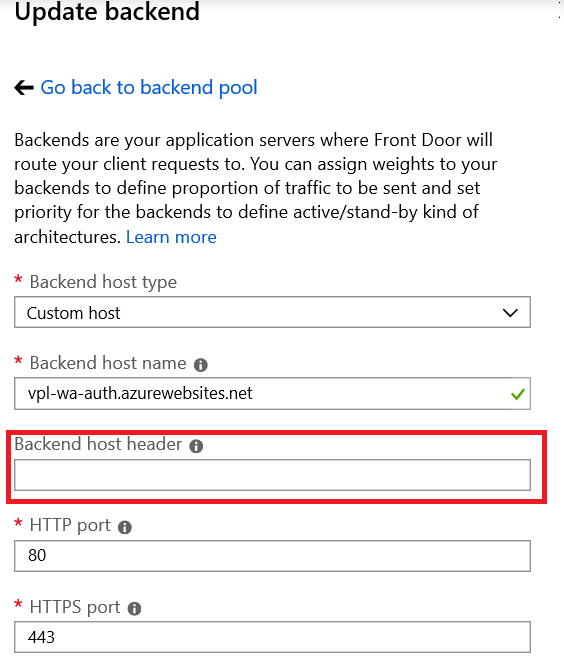 Update backend
Go back to backend pool
Backends are your application servers where Front Door will
route your client requests to. You can assign weights to your
backends to define proportion of traffic to be sent and set
priority for the backends to define active/stand-by kind of
architectures. Learn more
* Backend host type
Custom host
* Backend host name
vpl-wa-auth.azurewebsites.net
Backend host header
* HTTP port
80
* HTTPS port
443